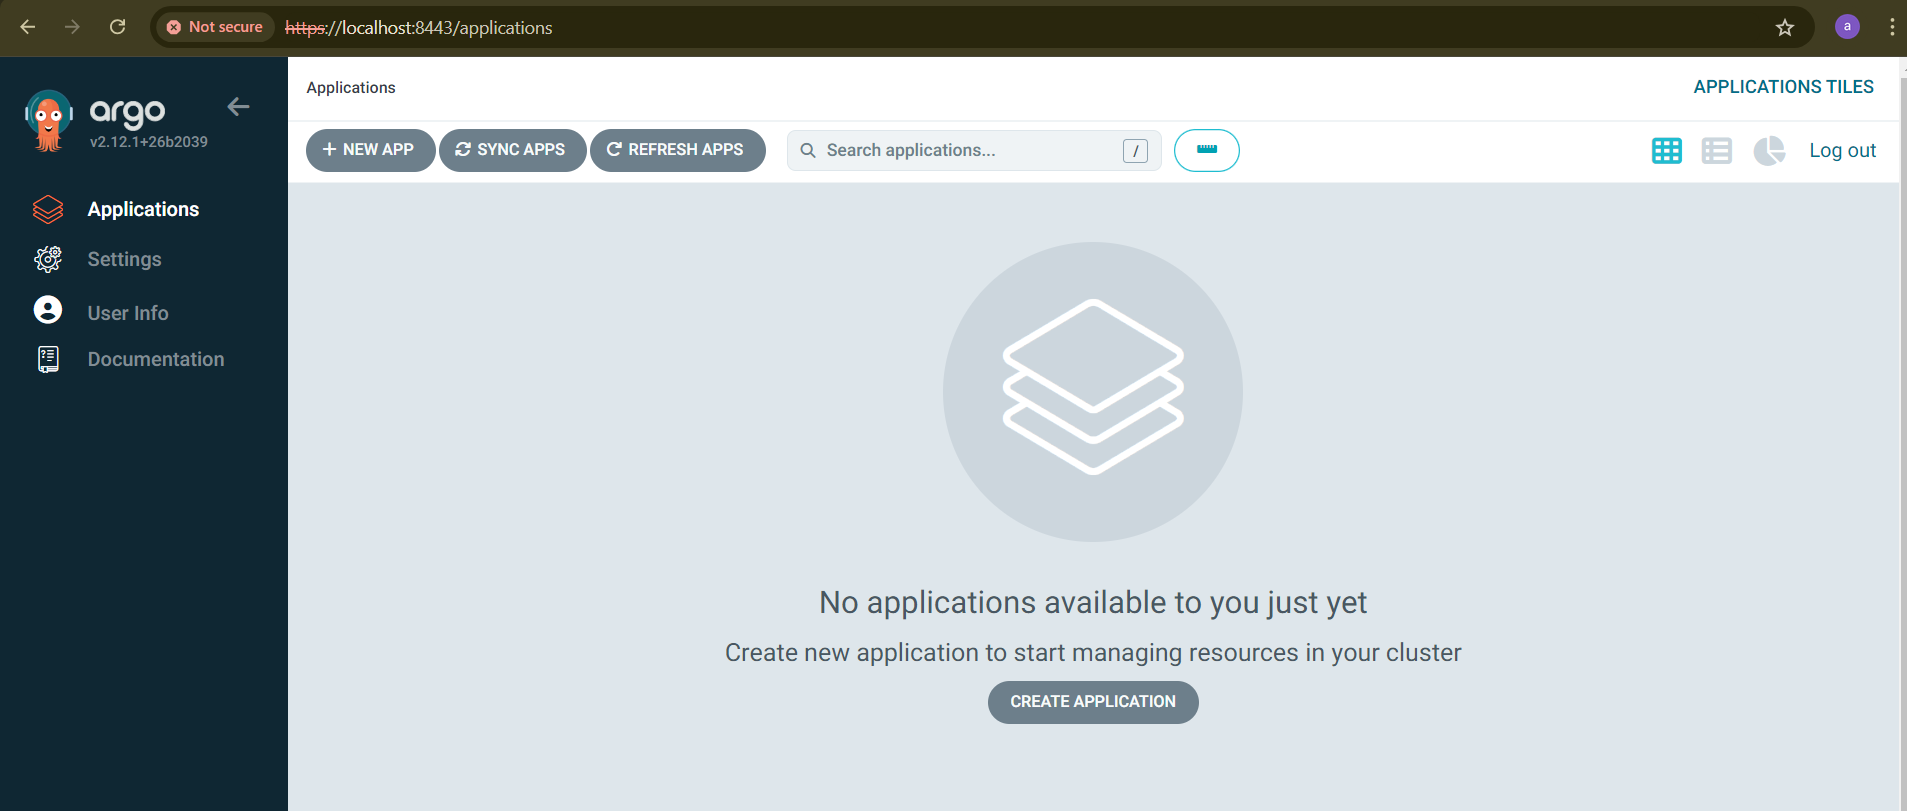 Not secure https://localhost:8443/applications a
argo
v2.12.1+26b2039
Applications
Settings
User Info
Documentation
Applications APPLICATIONS TILES
+ NEW APP SYNC APPS REFRESH APPS Search applications... / Log out
No applications available to you just yet
Create new application to start managing resources in your cluster
CREATE APPLICATION